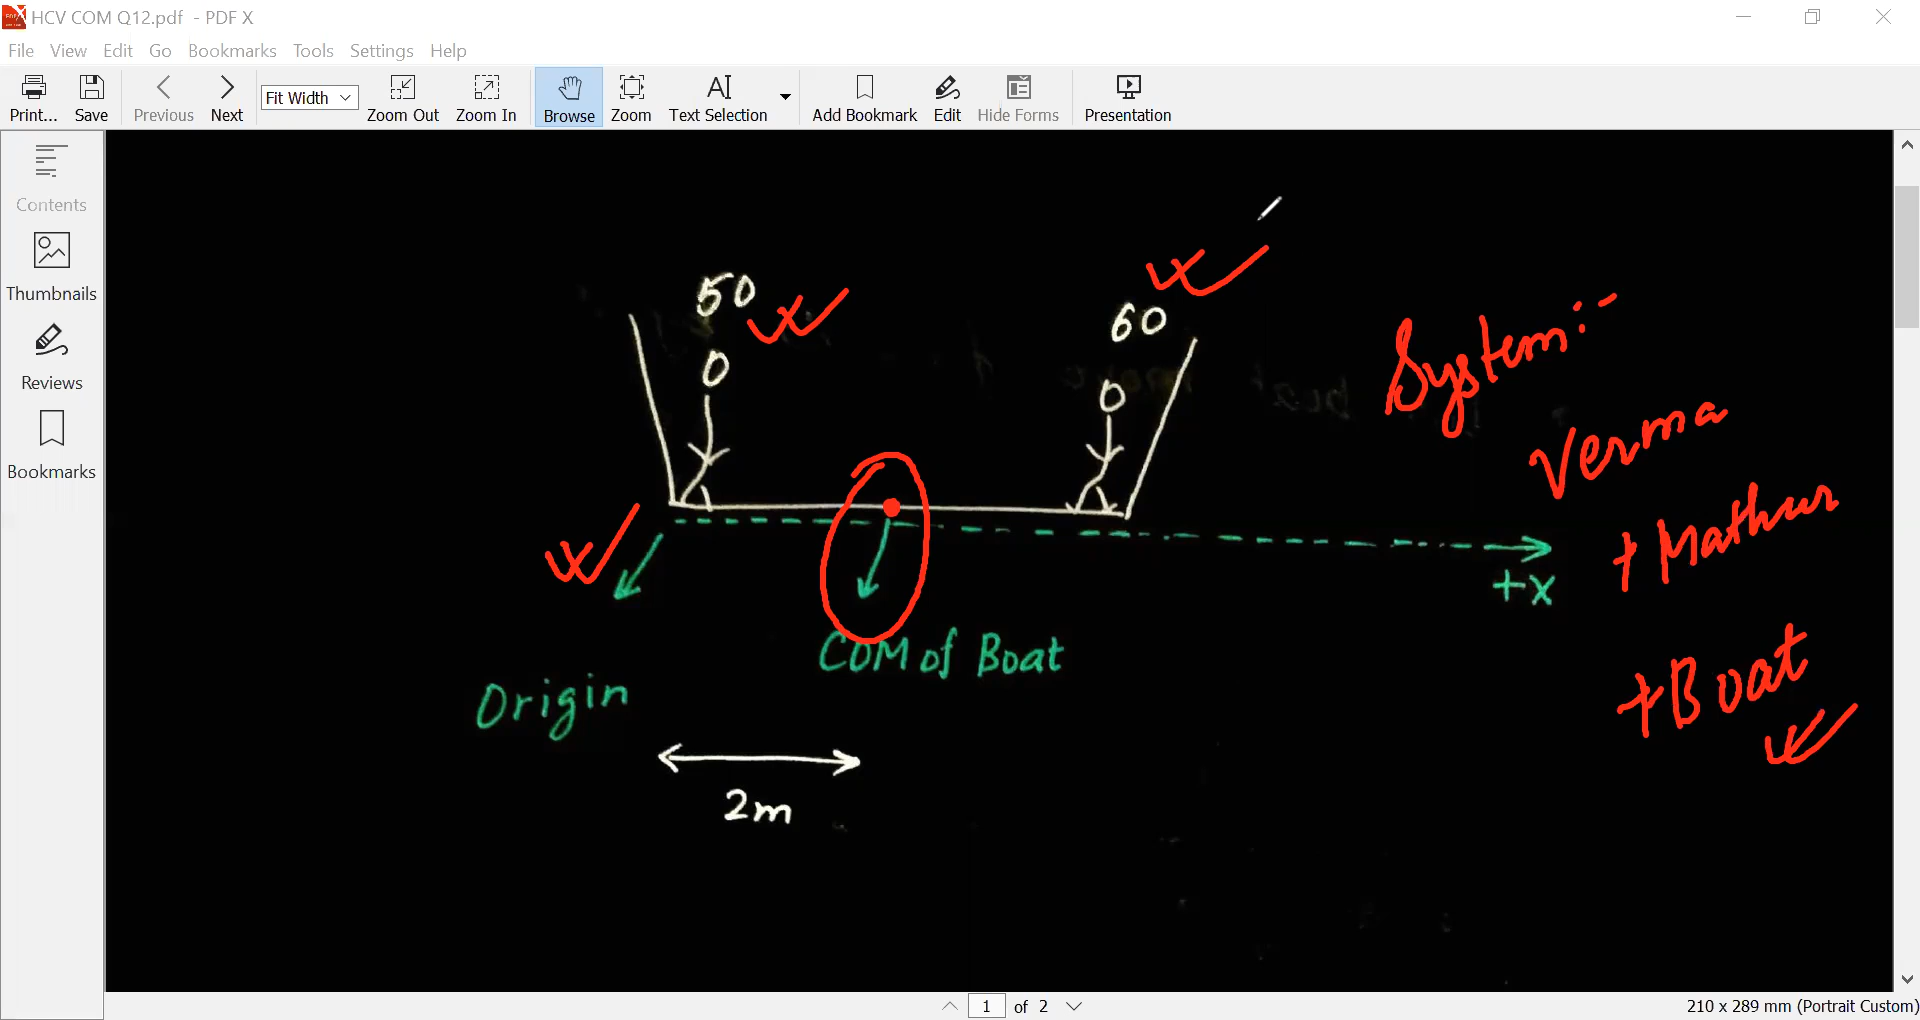 HCV COM Q12.pdf - PDF X
File View Edit Go Bookmarks Tools Settings Help
Print... Save Previous Next Fit Width Zoom Out Zoom In Browse Zoom Text Selection Add Bookmark Edit Hide Forms Presentation
Contents
Thumbnails
Reviews
Bookmarks
50
60
System:-
Verma
+ Mathur
+ Boat
+x
COM of Boat
Origin
2m
1 of 2
210 x 289 mm (Portrait Custom)